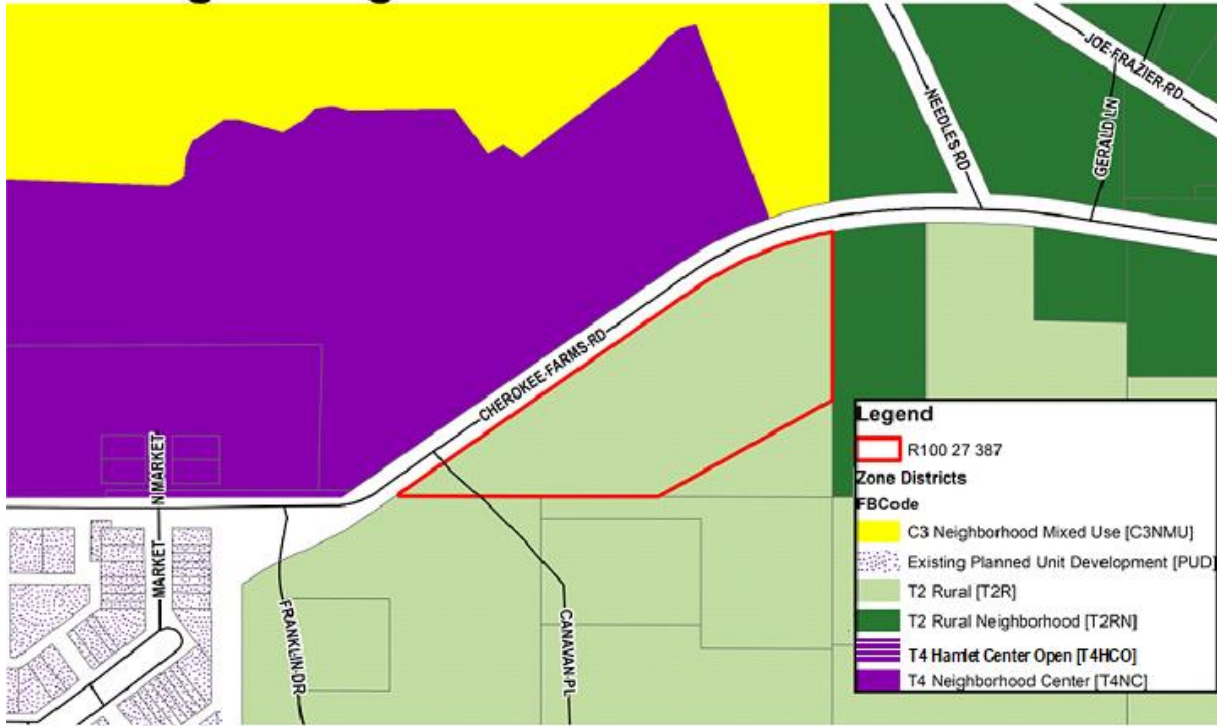 JOE-FRAZIER-RD
NEEDLES RD
GERALD LN
CHEROKEE-FARMS-RD
N MARKET
MARKET
FRANKLIN-DR
CANAVAN-PL
Legend
R100 27 387
Zone Districts
FBCode
C3 Neighborhood Mixed Use [C3NMU]
Existing Planned Unit Development [PUD]
T2 Rural [T2R]
T2 Rural Neighborhood [T2RN]
T4 Hamlet Center Open [T4HCO]
T4 Neighborhood Center [T4NC]